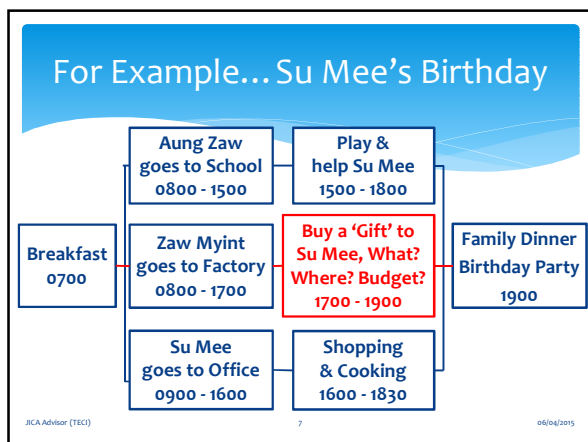 For Example... Su Mee's Birthday
Aung Zaw
goes to School
0800 - 1500
Play &
help Su Mee
1500 - 1800
Breakfast
0700
Zaw Myint
goes to Factory
0800 - 1700
Buy a 'Gift' to
Su Mee, What?
Where? Budget?
1700 - 1900
Family Dinner
Birthday Party
1900
Su Mee
goes to Office
0900 - 1600
Shopping
& Cooking
1600 - 1830
JICA Advisor (TECI)
7
06/04/2015